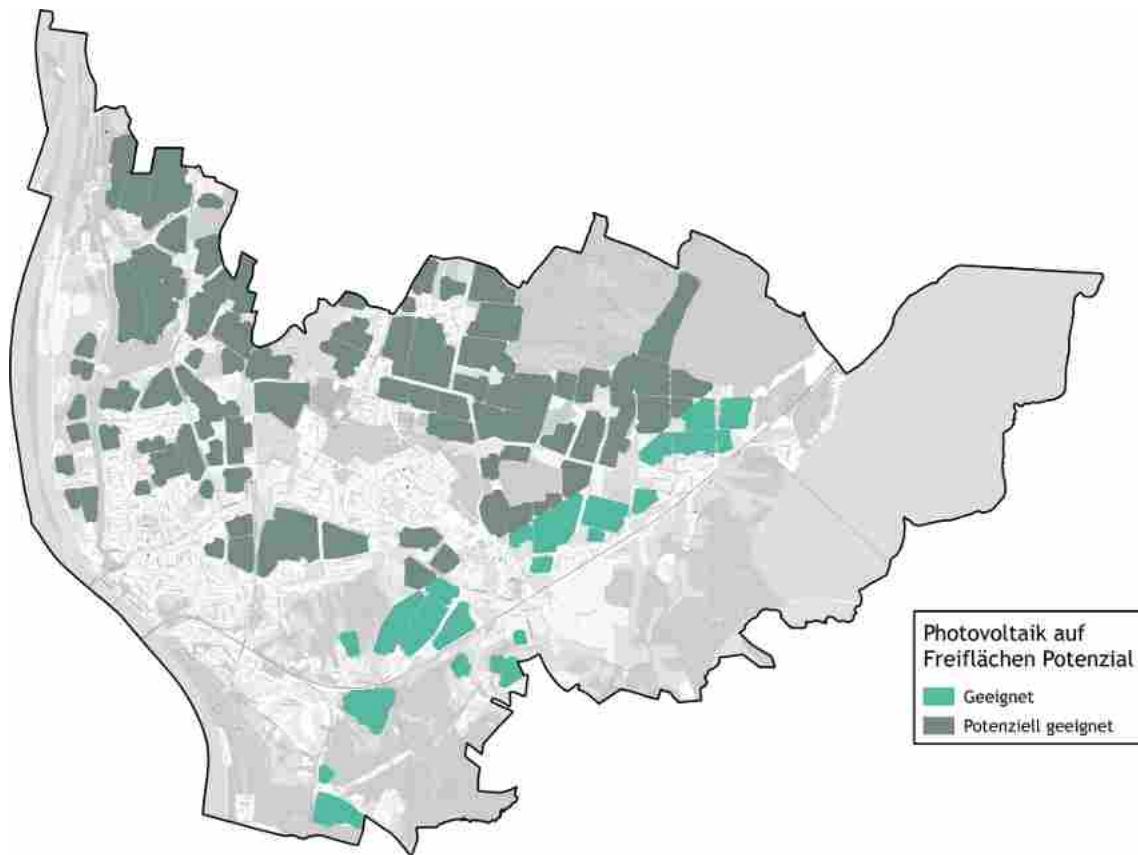 Photovoltaik auf
Freiflächen Potenzial
Geeignet
Potenziell geeignet